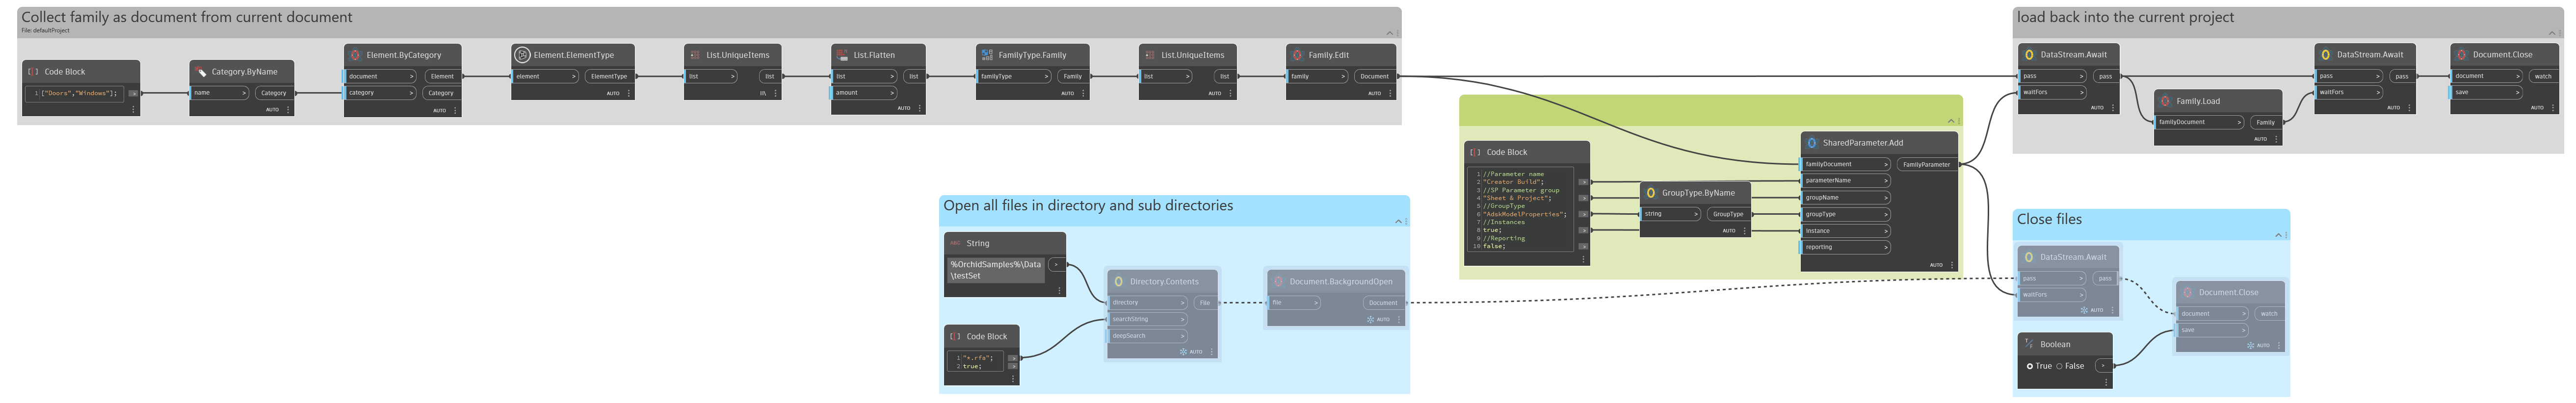 Collect family as document from current document
File: defaultProject
Code Block
1 ["Doors","Windows"];
>
Category.ByName
name >
Category
AUTO
Element.ByCategory
document > Element
category > Category
AUTO
Element.ElementType
element > ElementType
AUTO
List.UniqueItems
list > list
List.Flatten
list > list
amount >
AUTO
FamilyType.Family
familyType > Family
AUTO
List.UniqueItems
list > list
AUTO
Family.Edit
family > Document
AUTO
load back into the current project
DataStream.Await
pass > pass
waitFors >
AUTO
Family.Load
familyDocument > Family
AUTO
DataStream.Await
pass > pass
waitFors >
AUTO
Document.Close
document > watch
save >
AUTO
Code Block
1 //Parameter name
2 "Creator Build";
3 //SP Parameter group
4 "Sheet & Project";
5 //GroupType
6 "AdskModelProperties";
7 //Instances
8 true;
9 //Reporting
10 false;
GroupType.ByName
string > GroupType
AUTO
SharedParameter.Add
familyDocument > FamilyParameter
parameterName >
groupName >
groupType >
instance >
reporting >
AUTO
Open all files in directory and sub directories
String
%OrchidSamples%\Data
\testSet
>
Code Block
1 "*.rfa";
2 true;
Directory.Contents
directory > File
searchString >
deepSearch >
AUTO
Document.BackgroundOpen
file > Document
AUTO
Close files
DataStream.Await
pass > pass
waitFors >
AUTO
Boolean
True False >
Document.Close
document > watch
save >
AUTO